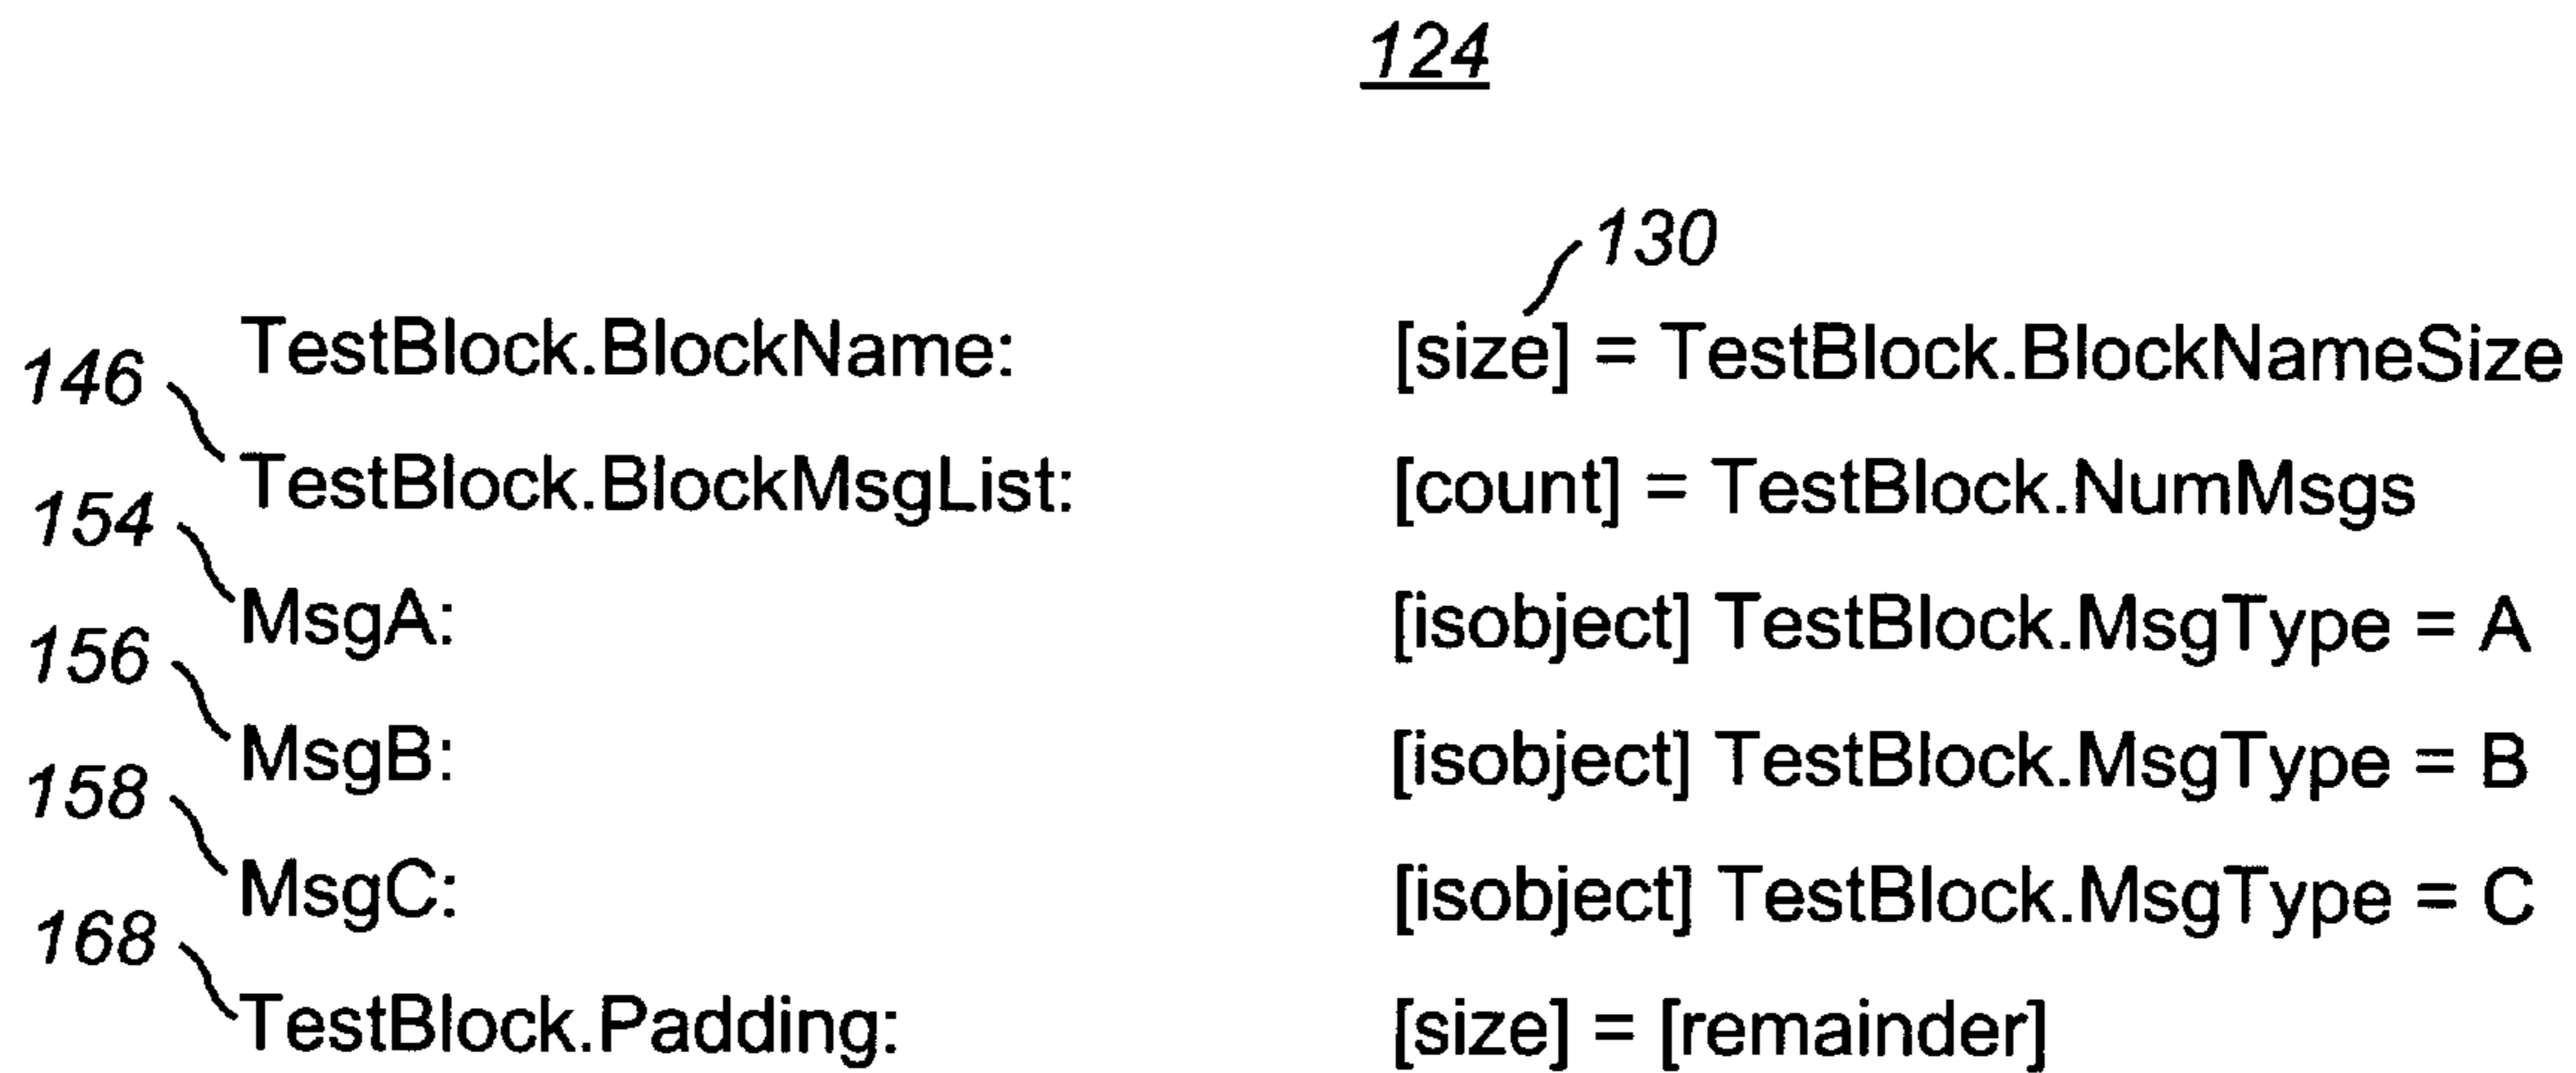 124
130
TestBlock.BlockName: [size] = TestBlock.BlockNameSize
146
TestBlock.BlockMsgList: [count] = TestBlock.NumMsgs
154
MsgA: [isobject] TestBlock.MsgType = A
156
MsgB: [isobject] TestBlock.MsgType = B
158
MsgC: [isobject] TestBlock.MsgType = C
168
TestBlock.Padding: [size] = [remainder]